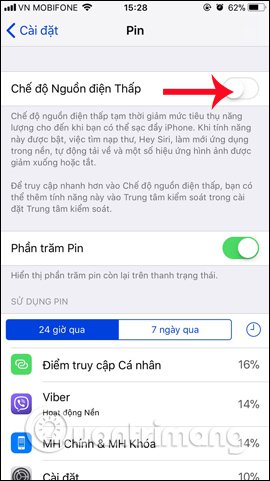 VN MOBIFONE 15:28 62%
Cài đặt Pin
Chế độ Nguồn điện Thấp
Chế độ nguồn điện thấp tạm thời giảm mức tiêu thụ năng
lượng cho đến khi bạn có thể sạc đầy iPhone. Khi tính năng
này được bật, việc tìm nạp thư, Hey Siri, làm mới ứng dụng
trong nền, tự động tải về và một số hiệu ứng hình ảnh được
giảm xuống hoặc tắt.
Để truy cập nhanh hơn vào Chế độ nguồn điện thấp, bạn có
thể thêm tính năng này vào Trung tâm kiểm soát trong cài
đặt Trung tâm kiểm soát.
Phần trăm Pin
Hiển thị phần trăm pin còn lại trên thanh trạng thái.
SỬ DỤNG PIN
24 giờ qua 7 ngày qua
Điểm truy cập Cá nhân 16%
Viber 14%
Hoạt động Nền
MH Chính & MH Khóa 14%
Cài đặt 10%
Quantrimang